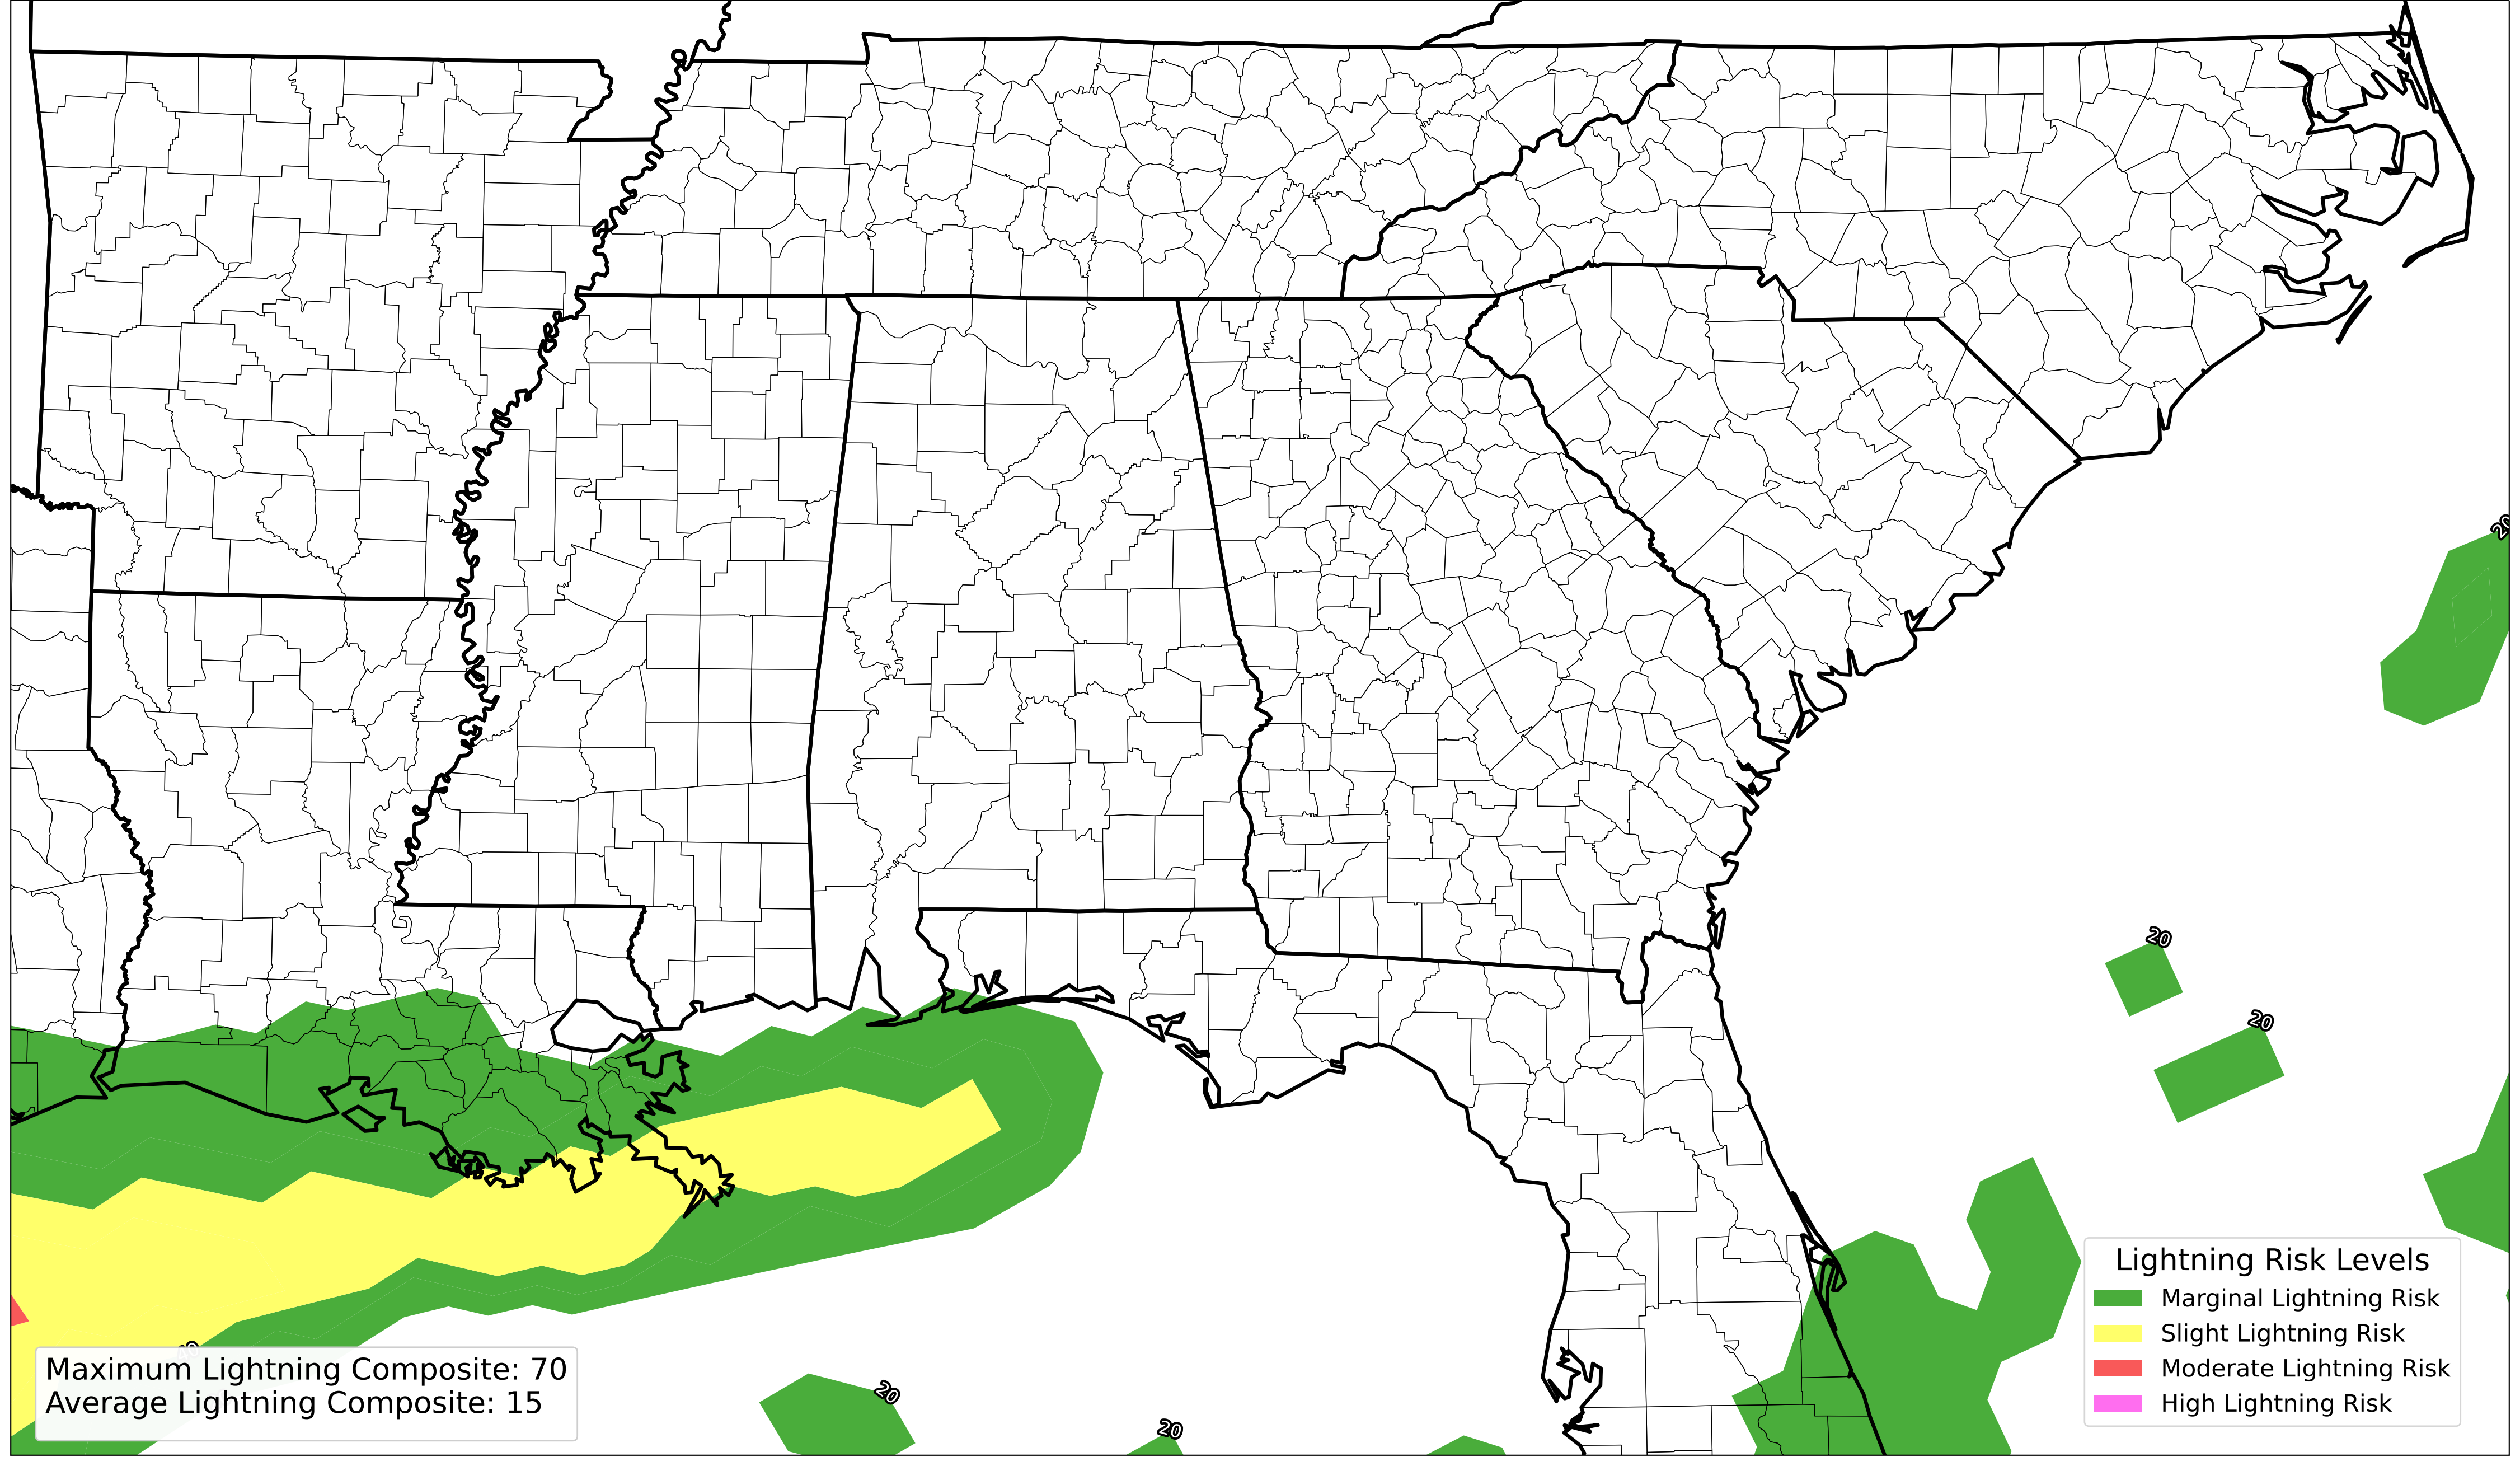 20
20
20
Lightning Risk Levels
Marginal Lightning Risk
Slight Lightning Risk
Moderate Lightning Risk
High Lightning Risk
Maximum Lightning Composite: 70
Average Lightning Composite: 15
20
20